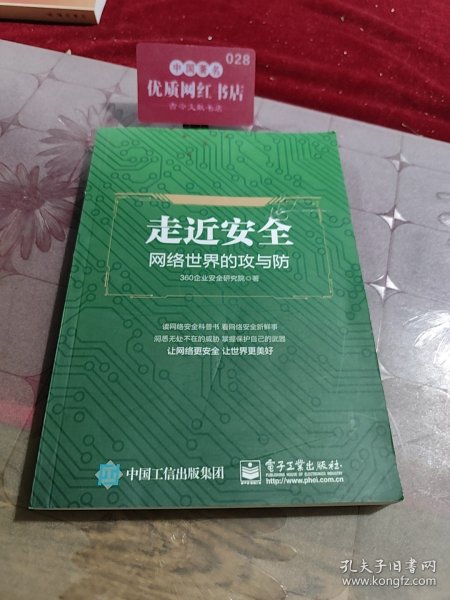 中国書店
028
优质网红书店
古今文献书店
走近安全
网络世界的攻与防
360企业安全研究院◎著
读网络安全科普书 看网络安全新鲜事
洞悉无处不在的威胁 掌握保护自己的武器
让网络更安全 让世界更美好
中国工信出版集团
電子工業出版社
PUBLISHING HOUSE OF ELECTRONICS INDUSTRY
http://www.phei.com.cn
孔夫子旧书网
www.kongfz.com